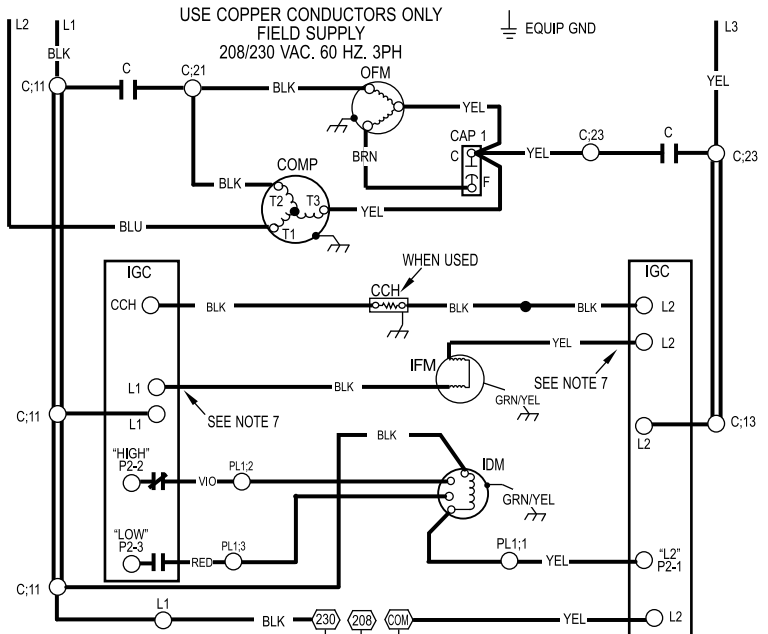 USE COPPER CONDUCTORS ONLY
FIELD SUPPLY
208/230 VAC. 60 HZ. 3PH
EQUIP GND
L2
L1
L3
BLK
YEL
C;11
C
C;21
BLK
OFM
YEL
CAP 1
C
F
YEL
C;23
C
C;23
BRN
COMP
BLK
T2
T3
T1
YEL
BLU
IGC
WHEN USED
IGC
CCH
BLK
CCH
BLK
BLK
L2
YEL
L2
IFM
SEE NOTE 7
L1
BLK
GRN/YEL
C;11
L1
SEE NOTE 7
L2
C;13
BLK
"HIGH"
P2-2
VIO
PL1;2
IDM
GRN/YEL
"LOW"
P2-3
RED
PL1;3
PL1;1
YEL
"L2"
P2-1
C;11
L1
BLK
230
208
COM
YEL
L2